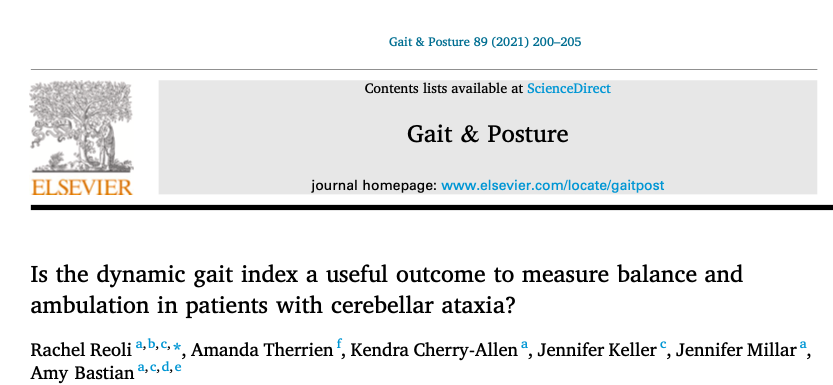 Gait & Posture 89 (2021) 200–205
Contents lists available at ScienceDirect
Gait & Posture
journal homepage: www.elsevier.com/locate/gaitpost
ELSEVIER
Is the dynamic gait index a useful outcome to measure balance and
ambulation in patients with cerebellar ataxia?
Rachel Reoli a,b,c,*, Amanda Therrien f, Kendra Cherry-Allen a, Jennifer Keller c, Jennifer Millar a,
Amy Bastian a,c,d,e